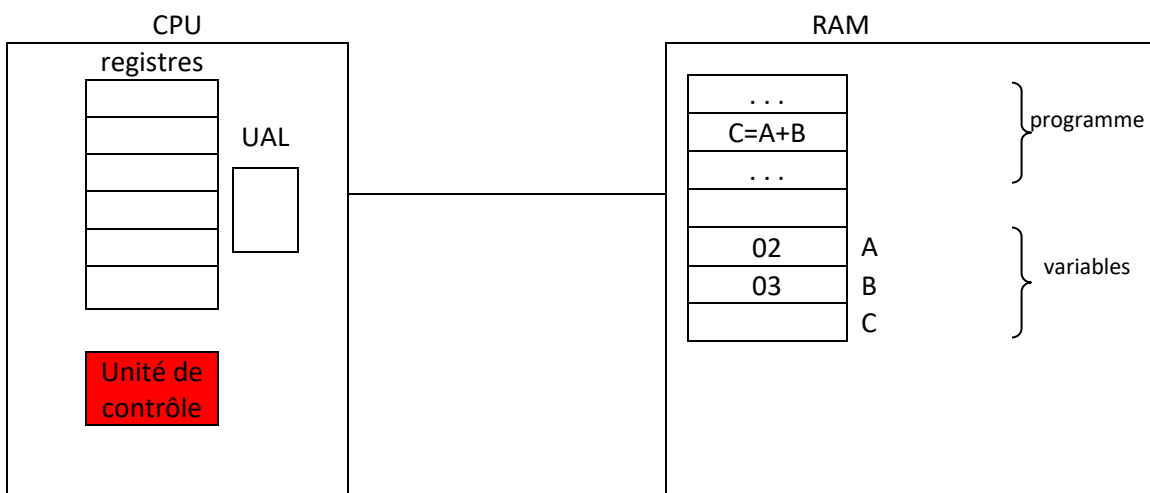 CPU
RAM
registres
UAL
Unité de
contrôle
. . .
C=A+B
. . .
02 A
03 B
C
programme
variables